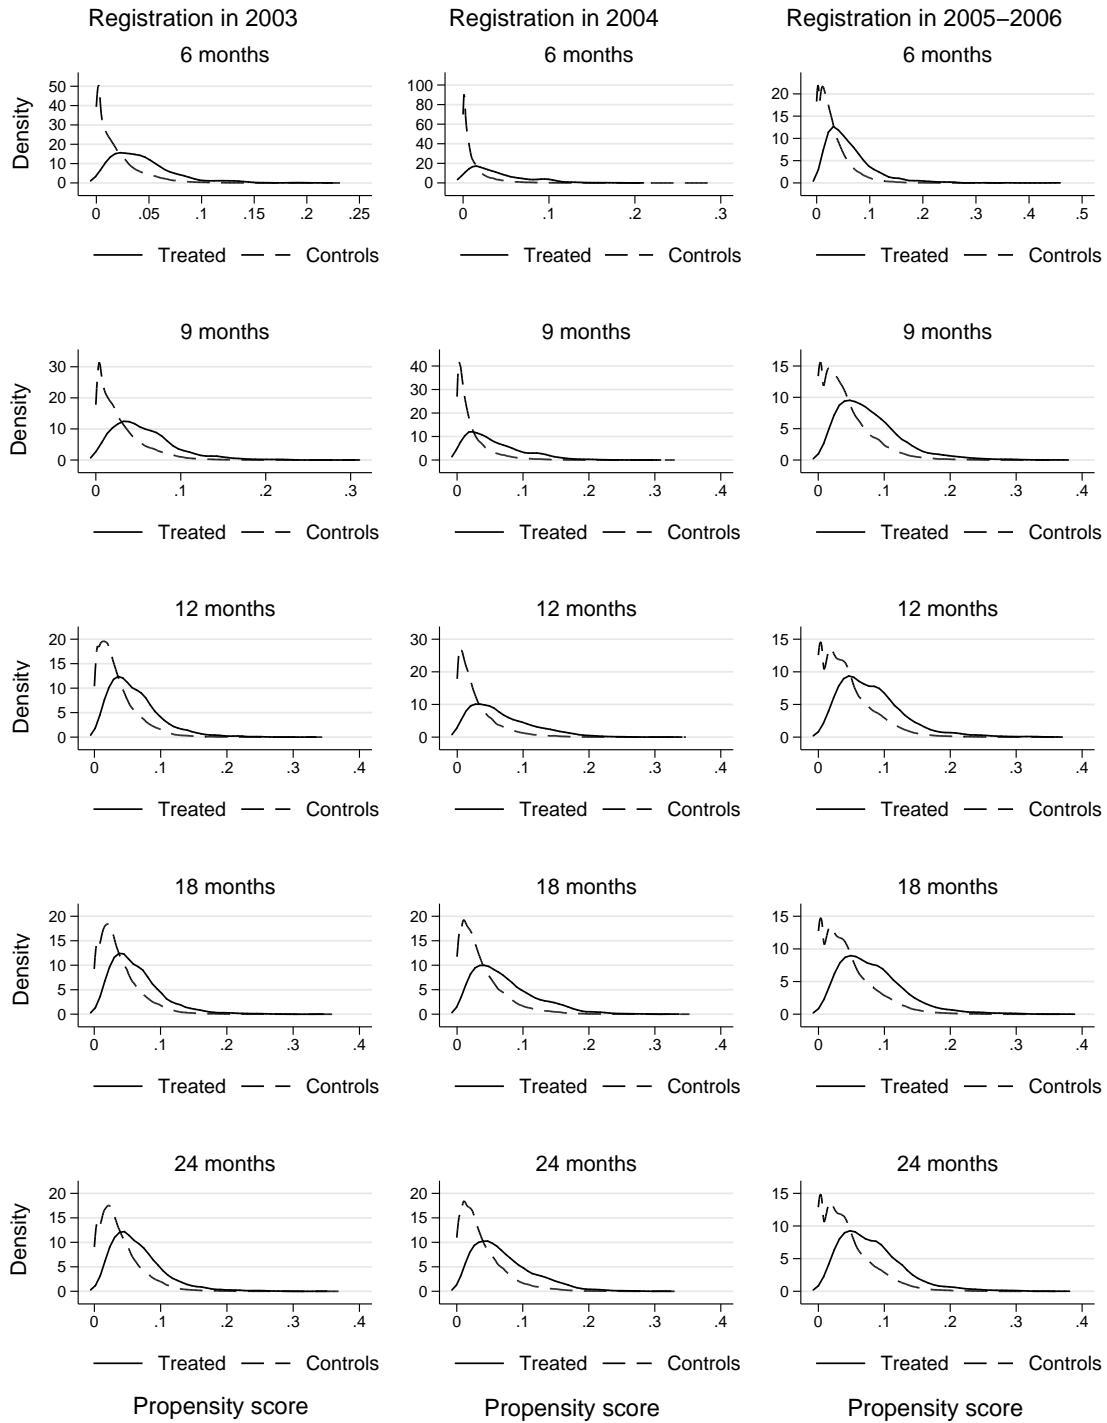 Registration in 2003 Registration in 2004 Registration in 2005–2006
6 months 6 months 6 months
Density
50
40
30
20
10
0
0 .05 .1 .15 .2 .25
Treated Controls
100
80
60
40
20
0
0 .1 .2 .3
Treated Controls
20
15
10
5
0
0 .1 .2 .3 .4 .5
Treated Controls
9 months 9 months 9 months
Density
30
20
10
0
0 .1 .2 .3
Treated Controls
40
30
20
10
0
0 .1 .2 .3 .4
Treated Controls
15
10
5
0
0 .1 .2 .3 .4
Treated Controls
12 months 12 months 12 months
Density
20
15
10
5
0
0 .1 .2 .3 .4
Treated Controls
30
20
10
0
0 .1 .2 .3 .4
Treated Controls
15
10
5
0
0 .1 .2 .3 .4
Treated Controls
18 months 18 months 18 months
Density
20
15
10
5
0
0 .1 .2 .3 .4
Treated Controls
20
15
10
5
0
0 .1 .2 .3 .4
Treated Controls
15
10
5
0
0 .1 .2 .3 .4
Treated Controls
24 months 24 months 24 months
Density
20
15
10
5
0
0 .1 .2 .3 .4
Treated Controls
20
15
10
5
0
0 .1 .2 .3 .4
Treated Controls
15
10
5
0
0 .1 .2 .3 .4
Treated Controls
Propensity score Propensity score Propensity score